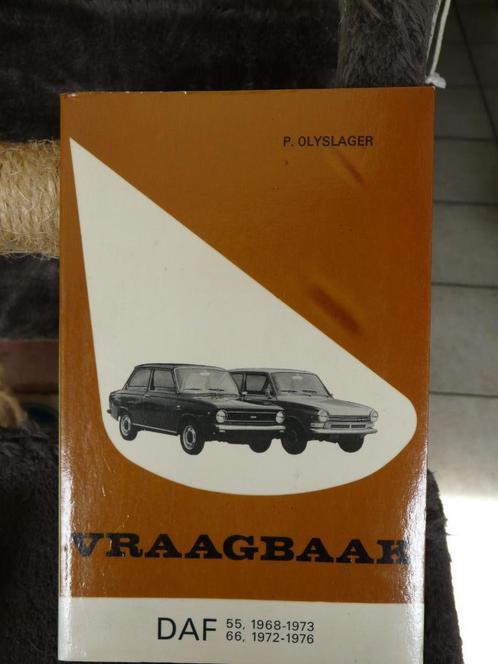 P. OLYSLAGER
VRAAGBAAK
DAF 55, 1968-1973
66, 1972-1976